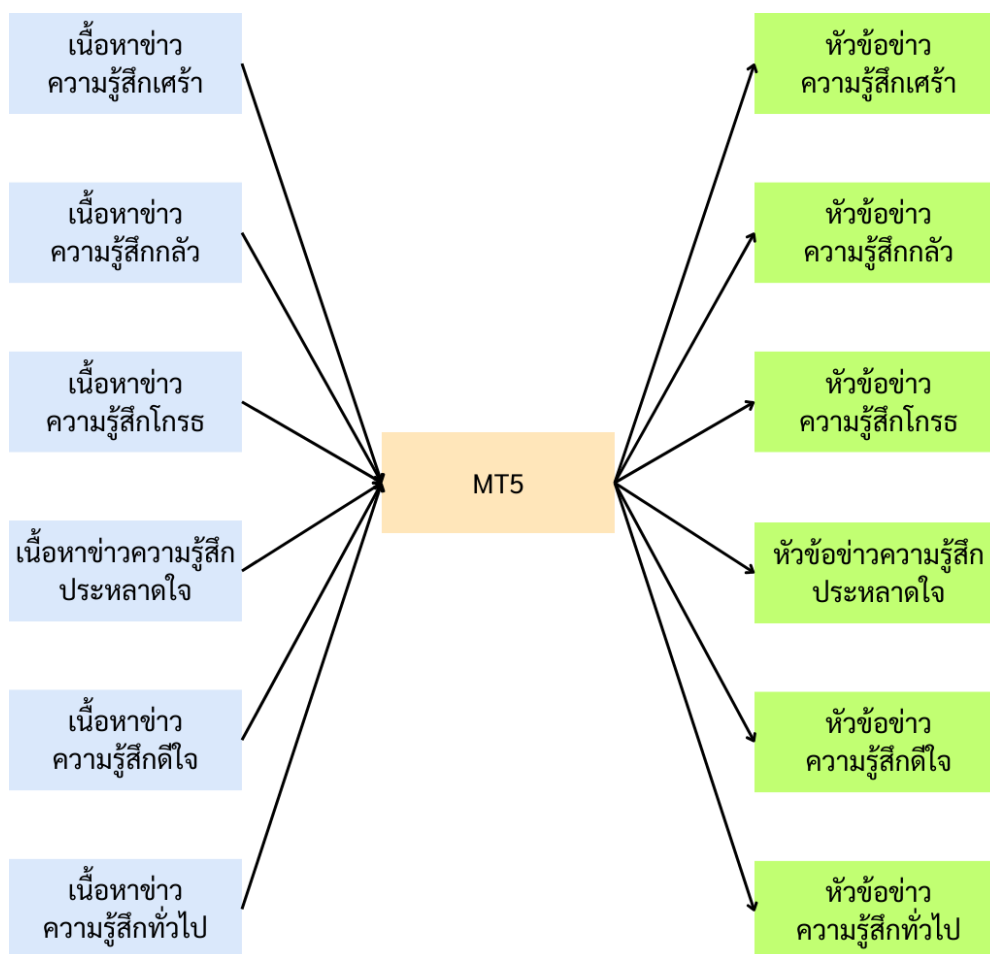 เนื้อหาข่าว
ความรู้สึกเศร้า
เนื้อหาข่าว
ความรู้สึกกลัว
เนื้อหาข่าว
ความรู้สึกโกรธ
เนื้อหาข่าวความรู้สึก
ประหลาดใจ
เนื้อหาข่าว
ความรู้สึกดีใจ
เนื้อหาข่าว
ความรู้สึกทั่วไป
MT5
หัวข้อข่าว
ความรู้สึกเศร้า
หัวข้อข่าว
ความรู้สึกกลัว
หัวข้อข่าว
ความรู้สึกโกรธ
หัวข้อข่าวความรู้สึก
ประหลาดใจ
หัวข้อข่าว
ความรู้สึกดีใจ
หัวข้อข่าว
ความรู้สึกทั่วไป